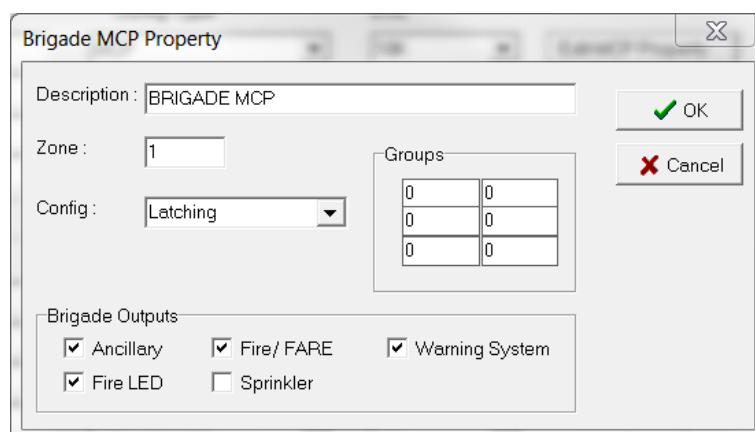 Brigade MCP Property
Description : BRIGADE MCP
OK
Zone : 1
Groups
Cancel
0 0
Config : Latching
0 0
0 0
Brigade Outputs
Ancillary Fire/ FARE Warning System
Fire LED Sprinkler